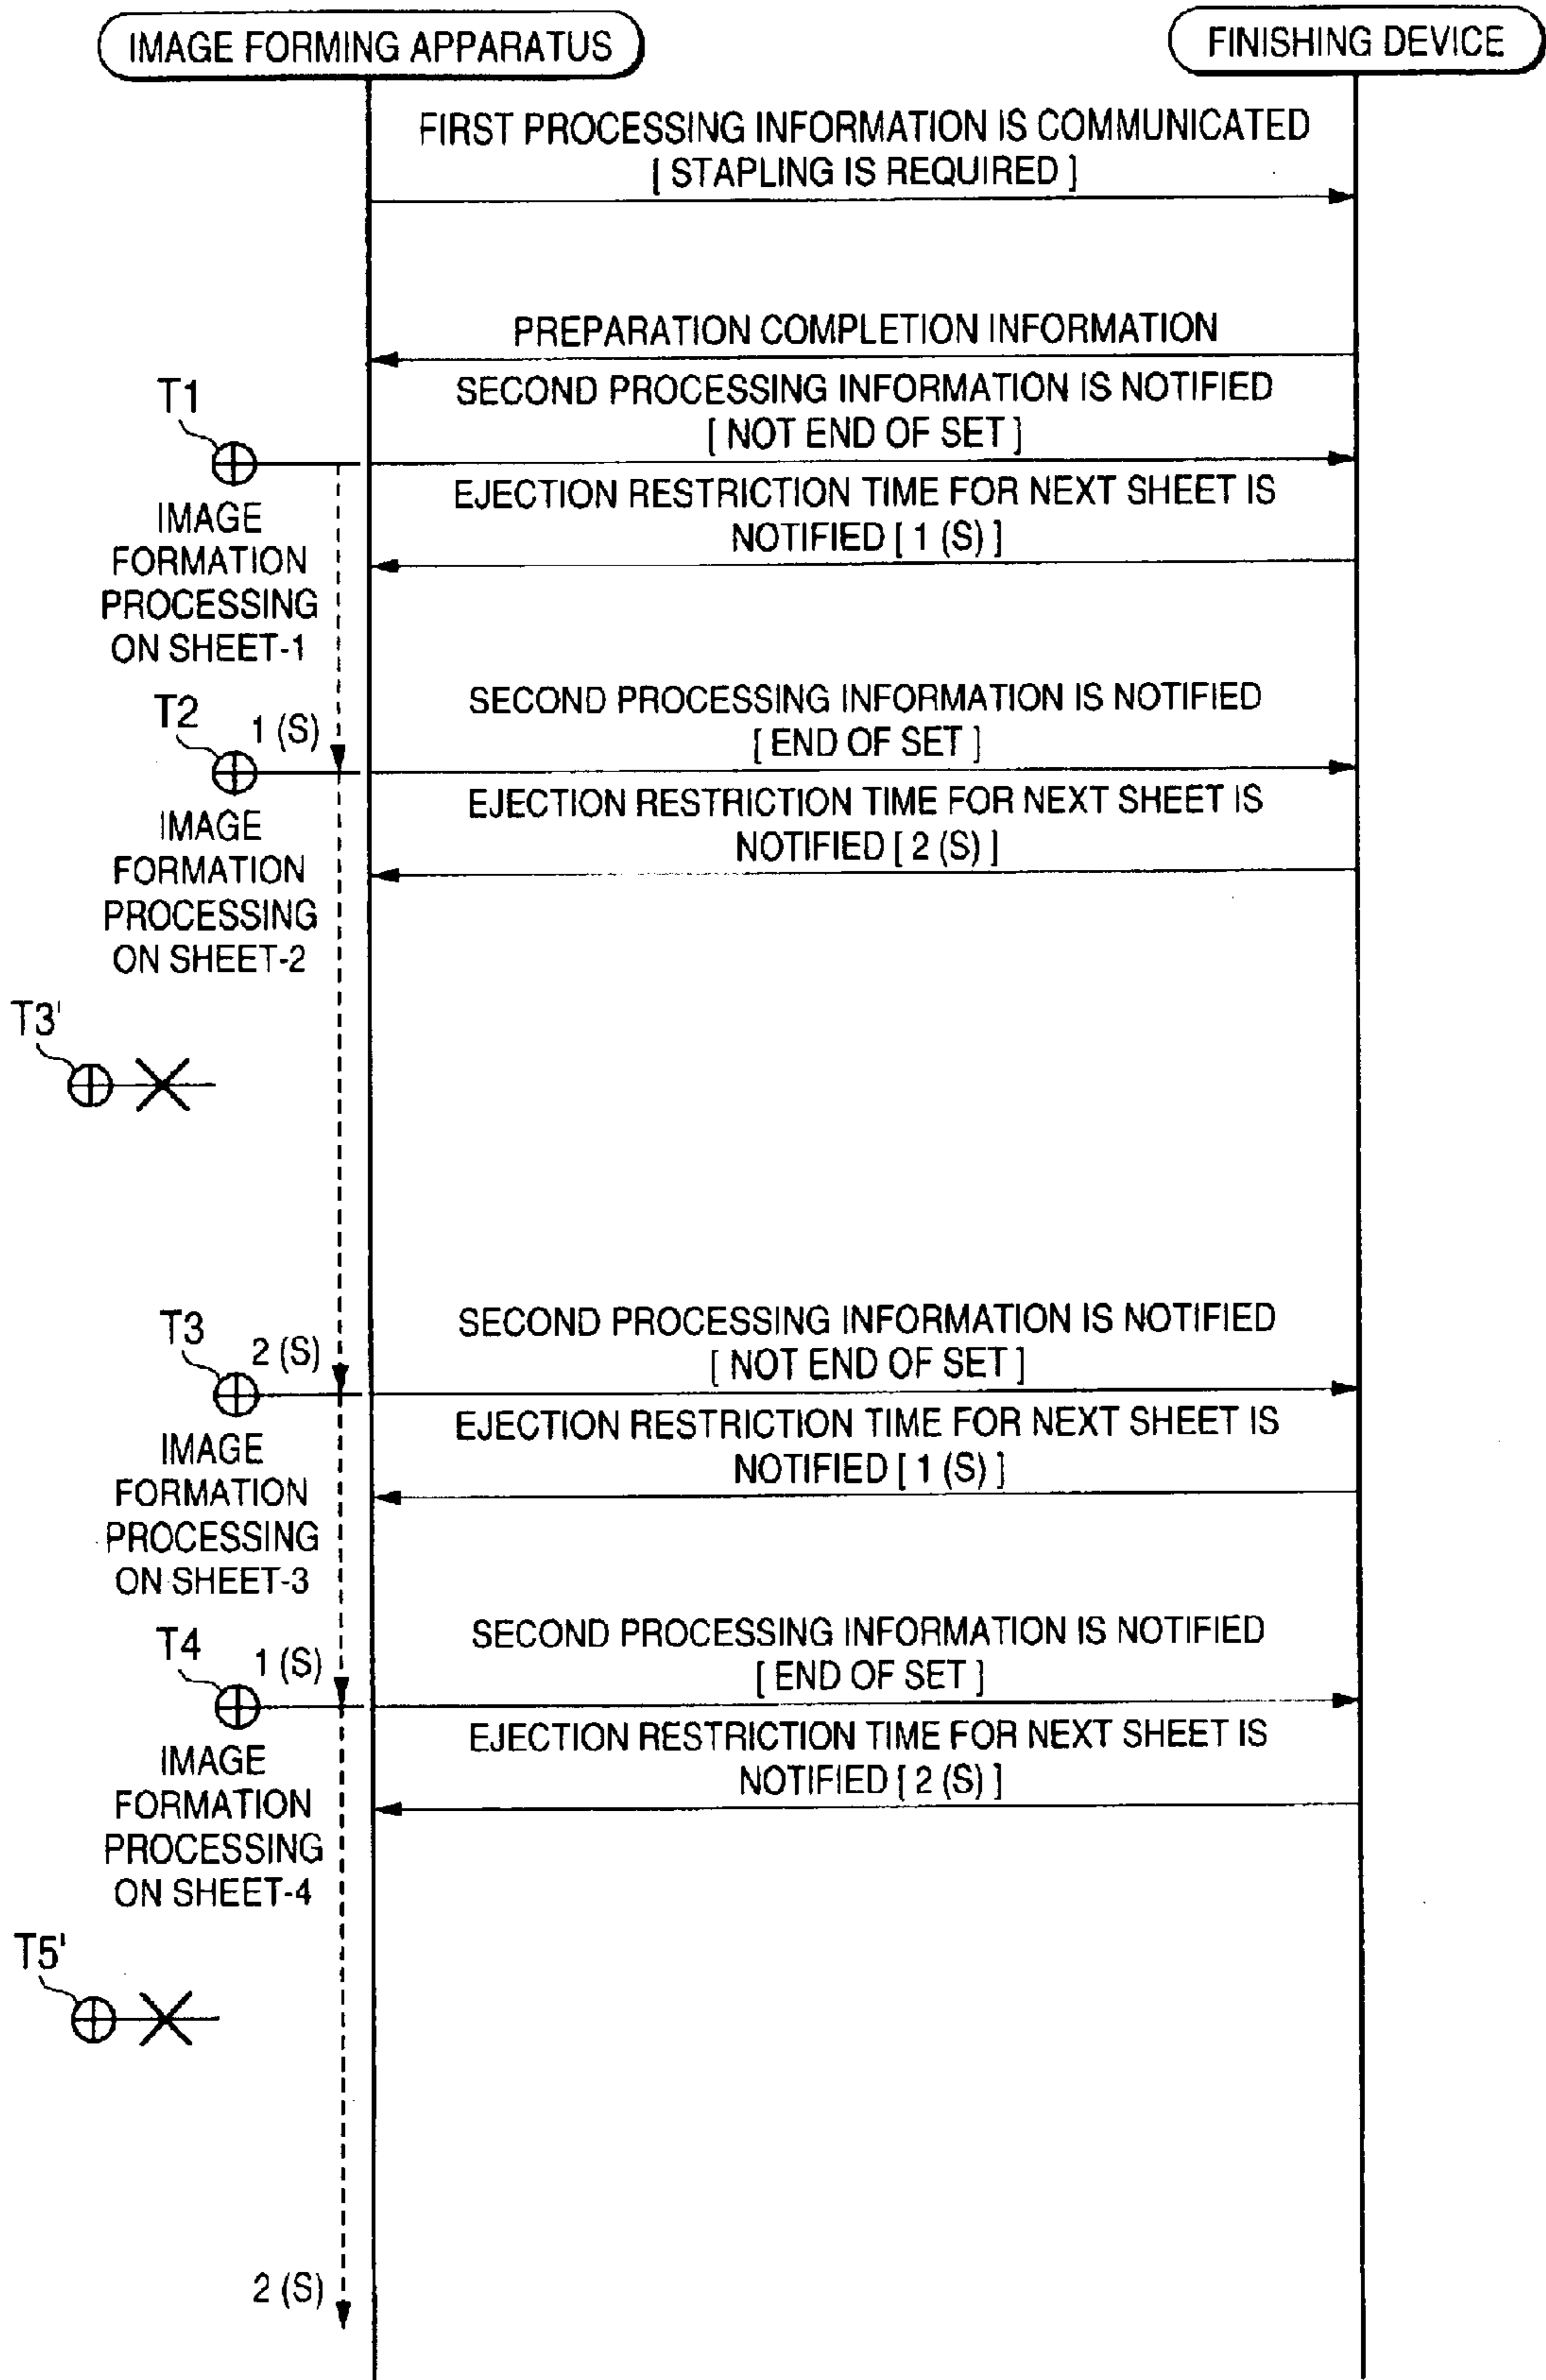 IMAGE FORMING APPARATUS
FINISHING DEVICE
FIRST PROCESSING INFORMATION IS COMMUNICATED
[ STAPLING IS REQUIRED ]
PREPARATION COMPLETION INFORMATION
T1
SECOND PROCESSING INFORMATION IS NOTIFIED
[ NOT END OF SET ]
EJECTION RESTRICTION TIME FOR NEXT SHEET IS
NOTIFIED [ 1 (S) ]
IMAGE
FORMATION
PROCESSING
ON SHEET-1
T2
1 (S)
SECOND PROCESSING INFORMATION IS NOTIFIED
[ END OF SET ]
EJECTION RESTRICTION TIME FOR NEXT SHEET IS
NOTIFIED [ 2 (S) ]
IMAGE
FORMATION
PROCESSING
ON SHEET-2
T3'
T3
2 (S)
SECOND PROCESSING INFORMATION IS NOTIFIED
[ NOT END OF SET ]
EJECTION RESTRICTION TIME FOR NEXT SHEET IS
NOTIFIED [ 1 (S) ]
IMAGE
FORMATION
PROCESSING
ON SHEET-3
T4
1 (S)
SECOND PROCESSING INFORMATION IS NOTIFIED
[ END OF SET ]
EJECTION RESTRICTION TIME FOR NEXT SHEET IS
NOTIFIED [ 2 (S) ]
IMAGE
FORMATION
PROCESSING
ON SHEET-4
T5'
2 (S)